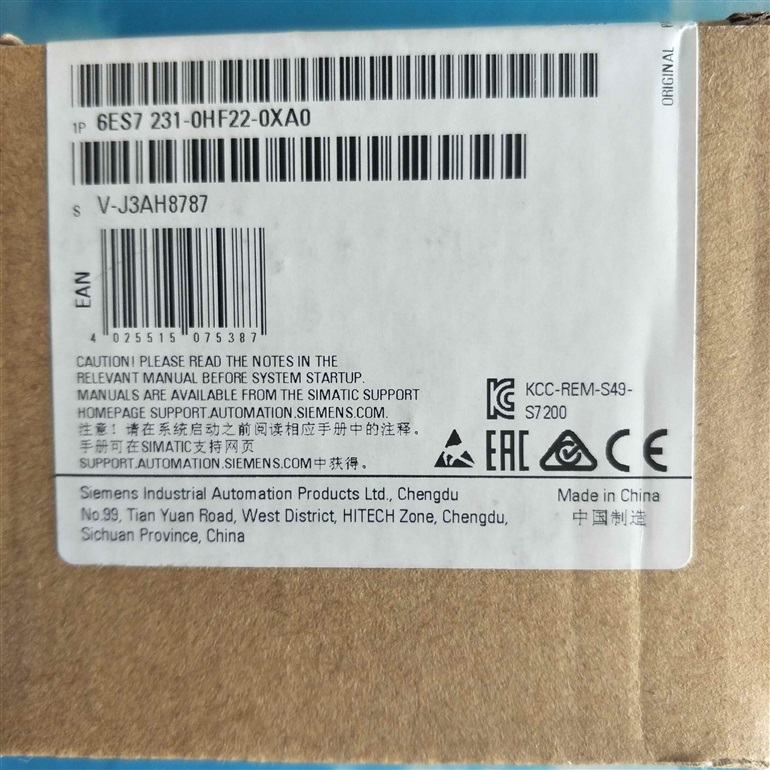 1P 6ES7 231-0HF22-0XA0
S V-J3AH8787
EAN
4 025515 075387
CAUTION! PLEASE READ THE NOTES IN THE
RELEVANT MANUAL BEFORE SYSTEM STARTUP.
MANUALS ARE AVAILABLE FROM THE SIMATIC SUPPORT
HOMEPAGE SUPPORT.AUTOMATION.SIEMENS.COM.
注意！请在系统启动之前阅读相应手册中的注释。
手册可在SIMATIC支持网页
SUPPORT.AUTOMATION.SIEMENS.COM中获得。
KCC-REM-S49-
S7200
EAC CE
Siemens Industrial Automation Products Ltd., Chengdu
No.99, Tian Yuan Road, West District, HITECH Zone, Chengdu,
Sichuan Province, China
Made in China
中国制造
ORIGINAL